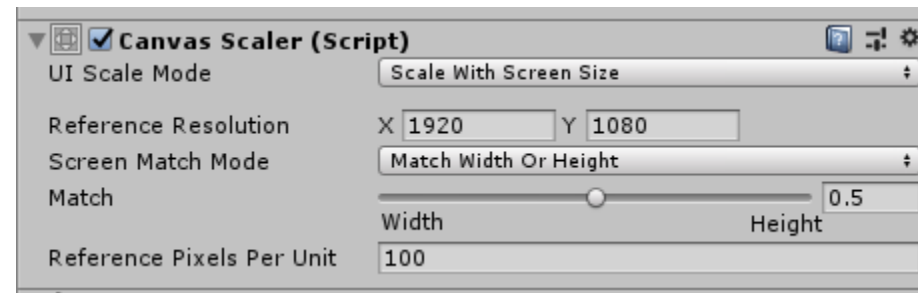 Canvas Scaler (Script)
UI Scale Mode Scale With Screen Size
Reference Resolution X 1920 Y 1080
Screen Match Mode Match Width Or Height
Match 0.5
Width Height
Reference Pixels Per Unit 100